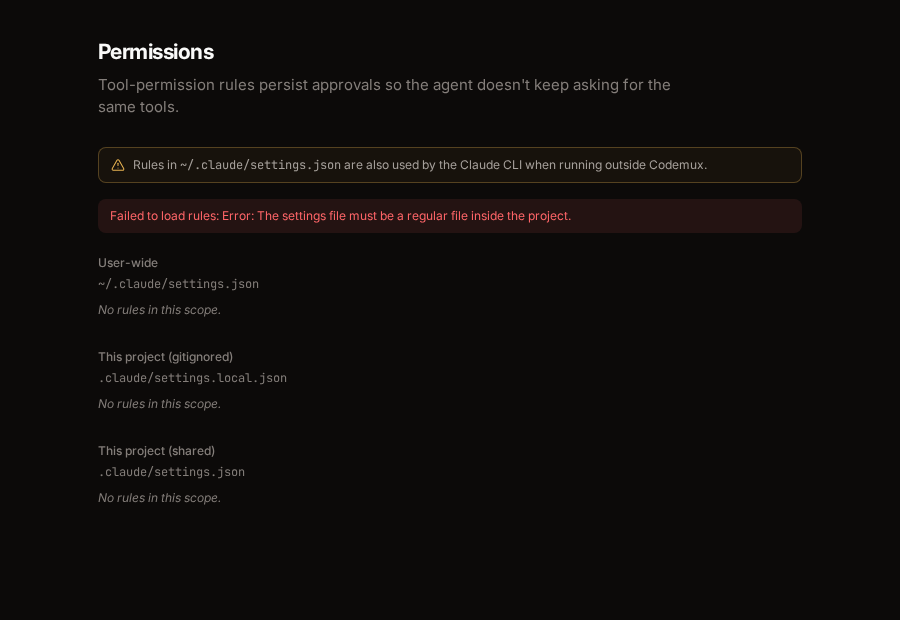 Permissions
Tool-permission rules persist approvals so the agent doesn't keep asking for the
same tools.
Rules in ~/.claude/settings.json are also used by the Claude CLI when running outside Codemux.
Failed to load rules: Error: The settings file must be a regular file inside the project.
User-wide
~/.claude/settings.json
No rules in this scope.
This project (gitignored)
.claude/settings.local.json
No rules in this scope.
This project (shared)
.claude/settings.json
No rules in this scope.